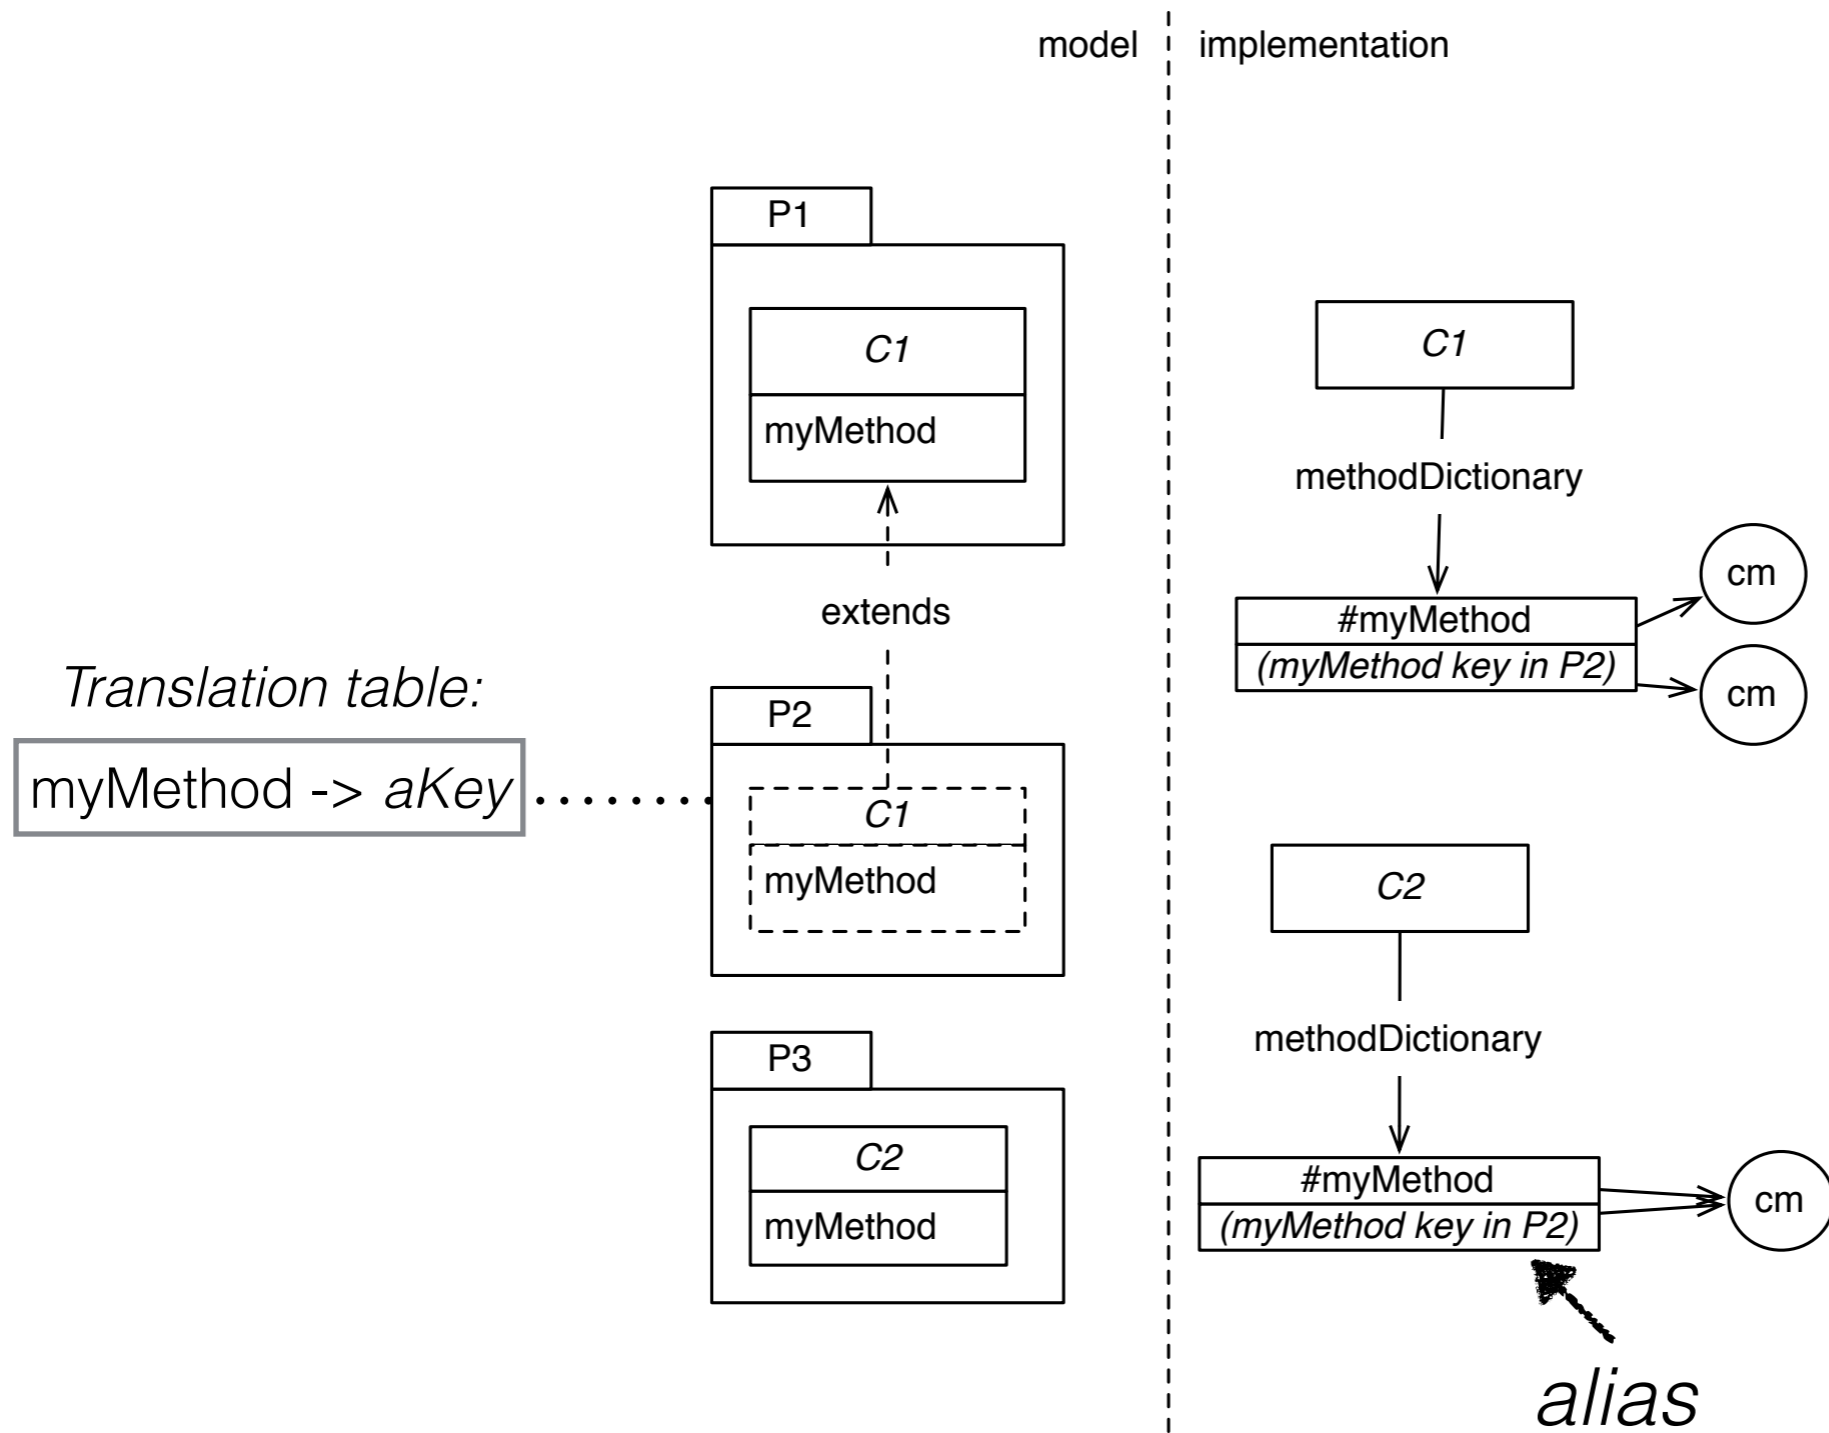 model
implementation
P1
C1
myMethod
extends
Translation table:
myMethod -> aKey
P2
C1
myMethod
P3
C2
myMethod
C1
methodDictionary
#myMethod
(myMethod key in P2)
cm
cm
C2
methodDictionary
#myMethod
(myMethod key in P2)
cm
alias